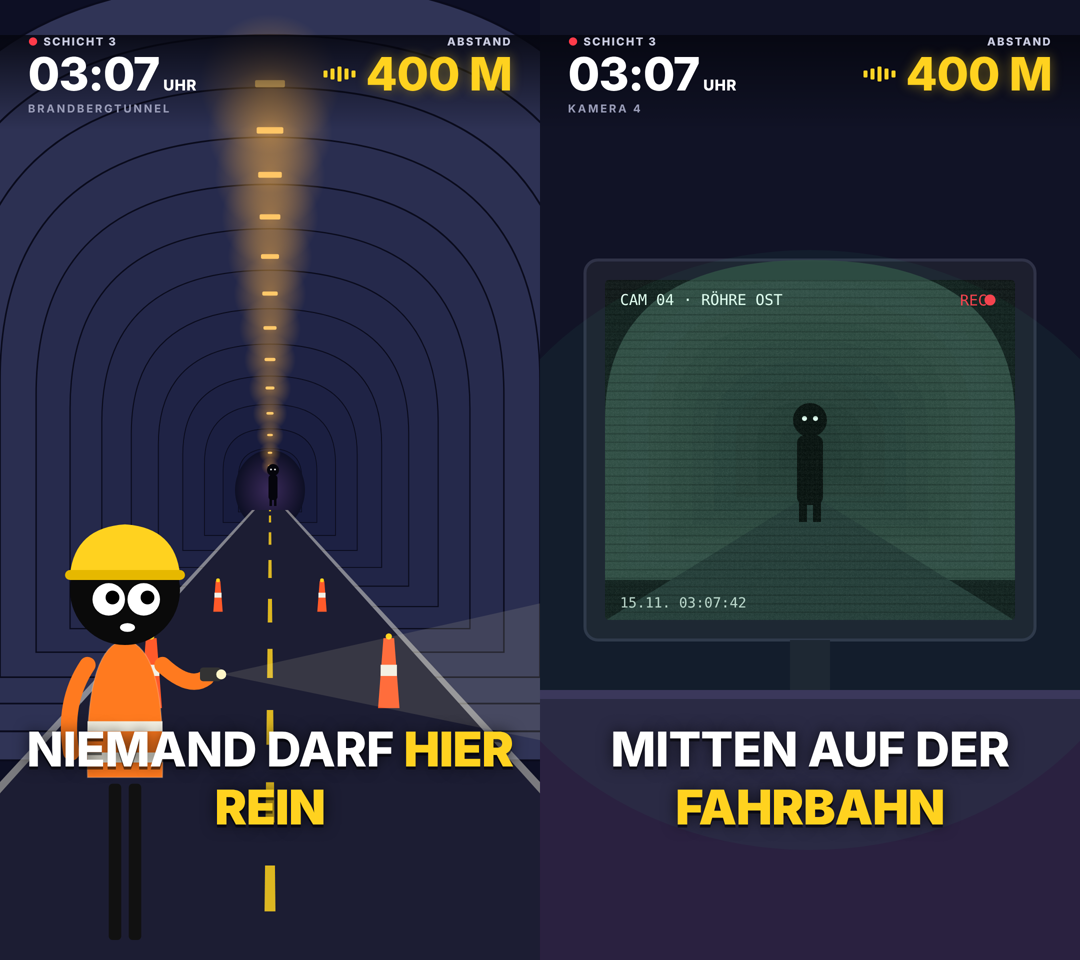 SCHICHT 3
03:07 UHR
BRANDBERGTUNNEL
ABSTAND
400 M
NIEMAND DARF HIER
REIN
SCHICHT 3
03:07 UHR
KAMERA 4
ABSTAND
400 M
CAM 04 · RÖHRE OST
REC
15.11. 03:07:42
MITTEN AUF DER
FAHRBAHN